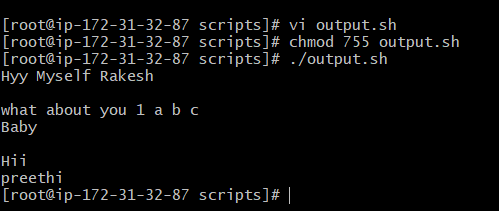 [root@ip-172-31-32-87 scripts]# vi output.sh
[root@ip-172-31-32-87 scripts]# chmod 755 output.sh
[root@ip-172-31-32-87 scripts]# ./output.sh
Hyy Myself Rakesh
what about you 1 a b c
Baby
Hii
preethi
[root@ip-172-31-32-87 scripts]#